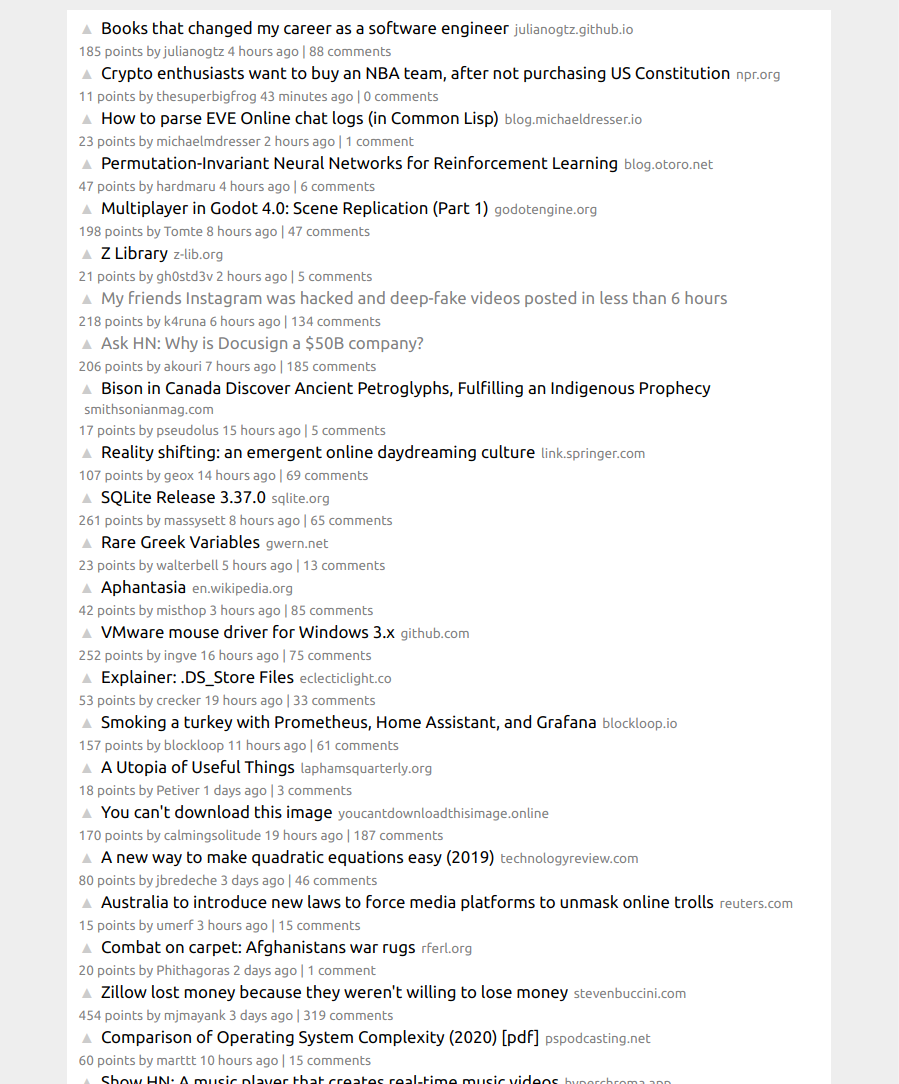 ▲ Books that changed my career as a software engineer julianogtz.github.io
185 points by julianogtz 4 hours ago | 88 comments
▲ Crypto enthusiasts want to buy an NBA team, after not purchasing US Constitution npr.org
11 points by thesuperbigfrog 43 minutes ago | 0 comments
▲ How to parse EVE Online chat logs (in Common Lisp) blog.michaeldresser.io
23 points by michaelmdresser 2 hours ago | 1 comment
▲ Permutation-Invariant Neural Networks for Reinforcement Learning blog.otoro.net
47 points by hardmaru 4 hours ago | 6 comments
▲ Multiplayer in Godot 4.0: Scene Replication (Part 1) godotengine.org
198 points by Tomte 8 hours ago | 47 comments
▲ Z Library z-lib.org
21 points by gh0std3v 2 hours ago | 5 comments
▲ My friends Instagram was hacked and deep-fake videos posted in less than 6 hours
218 points by k4runa 6 hours ago | 134 comments
▲ Ask HN: Why is Docusign a $50B company?
206 points by akouri 7 hours ago | 185 comments
▲ Bison in Canada Discover Ancient Petroglyphs, Fulfilling an Indigenous Prophecy
smithsonianmag.com
17 points by pseudolus 15 hours ago | 5 comments
▲ Reality shifting: an emergent online daydreaming culture link.springer.com
107 points by geox 14 hours ago | 69 comments
▲ SQLite Release 3.37.0 sqlite.org
261 points by massysett 8 hours ago | 65 comments
▲ Rare Greek Variables gwern.net
23 points by walterbell 5 hours ago | 13 comments
▲ Aphantasia en.wikipedia.org
42 points by misthop 3 hours ago | 85 comments
▲ VMware mouse driver for Windows 3.x github.com
252 points by ingve 16 hours ago | 75 comments
▲ Explainer: .DS_Store Files eclecticlight.co
53 points by crecker 19 hours ago | 33 comments
▲ Smoking a turkey with Prometheus, Home Assistant, and Grafana blockloop.io
157 points by blockloop 11 hours ago | 61 comments
▲ A Utopia of Useful Things laphamsquarterly.org
18 points by Petiver 1 days ago | 3 comments
▲ You can't download this image youcantdownloadthisimage.online
170 points by calmingsolitude 19 hours ago | 187 comments
▲ A new way to make quadratic equations easy (2019) technologyreview.com
80 points by jbredeche 3 days ago | 46 comments
▲ Australia to introduce new laws to force media platforms to unmask online trolls reuters.com
15 points by umerf 3 hours ago | 15 comments
▲ Combat on carpet: Afghanistans war rugs rferl.org
20 points by Phithagoras 2 days ago | 1 comment
▲ Zillow lost money because they weren't willing to lose money stevenbuccini.com
454 points by mjmayank 3 days ago | 319 comments
▲ Comparison of Operating System Complexity (2020) [pdf] pspodcasting.net
60 points by marttt 10 hours ago | 15 comments
▲ Show HN: A music player that creates real-time music videos hyperchroma.app